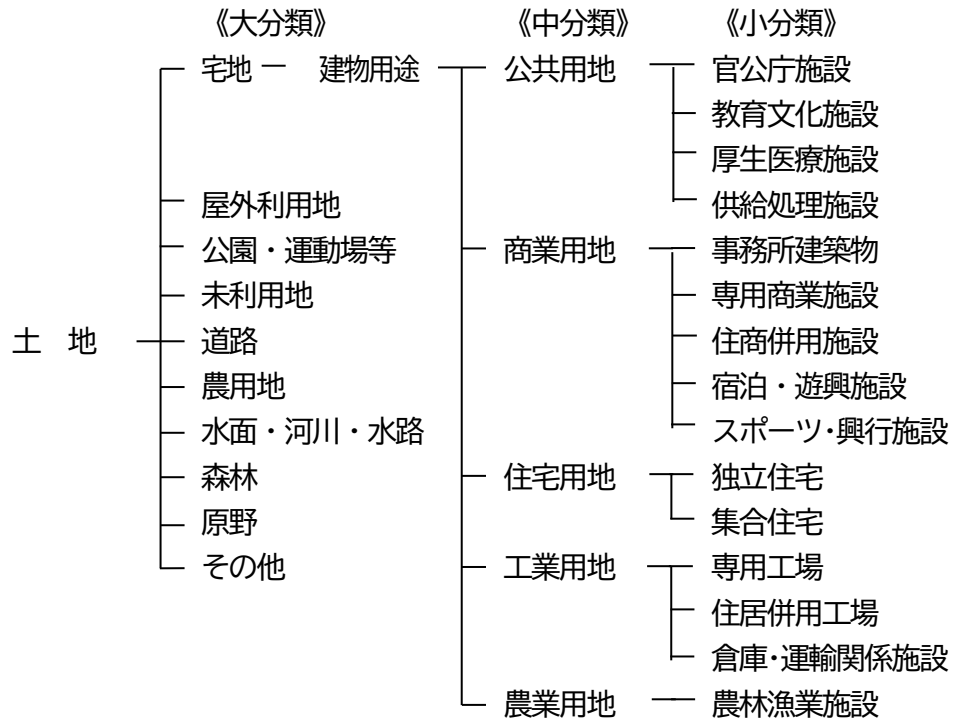 《大分類》 《中分類》 《小分類》
宅地 建物用途 公共用地 官公庁施設
教育文化施設
厚生医療施設
屋外利用地 供給処理施設
公園・運動場等 商業用地 事務所建築物
未利用地 専用商業施設
土地 道路 住商併用施設
農用地 宿泊・遊興施設
水面・河川・水路 スポーツ・興行施設
森林 住宅用地 独立住宅
原野 集合住宅
その他 工業用地 専用工場
住居併用工場
倉庫・運輸関係施設
農業用地 農林漁業施設